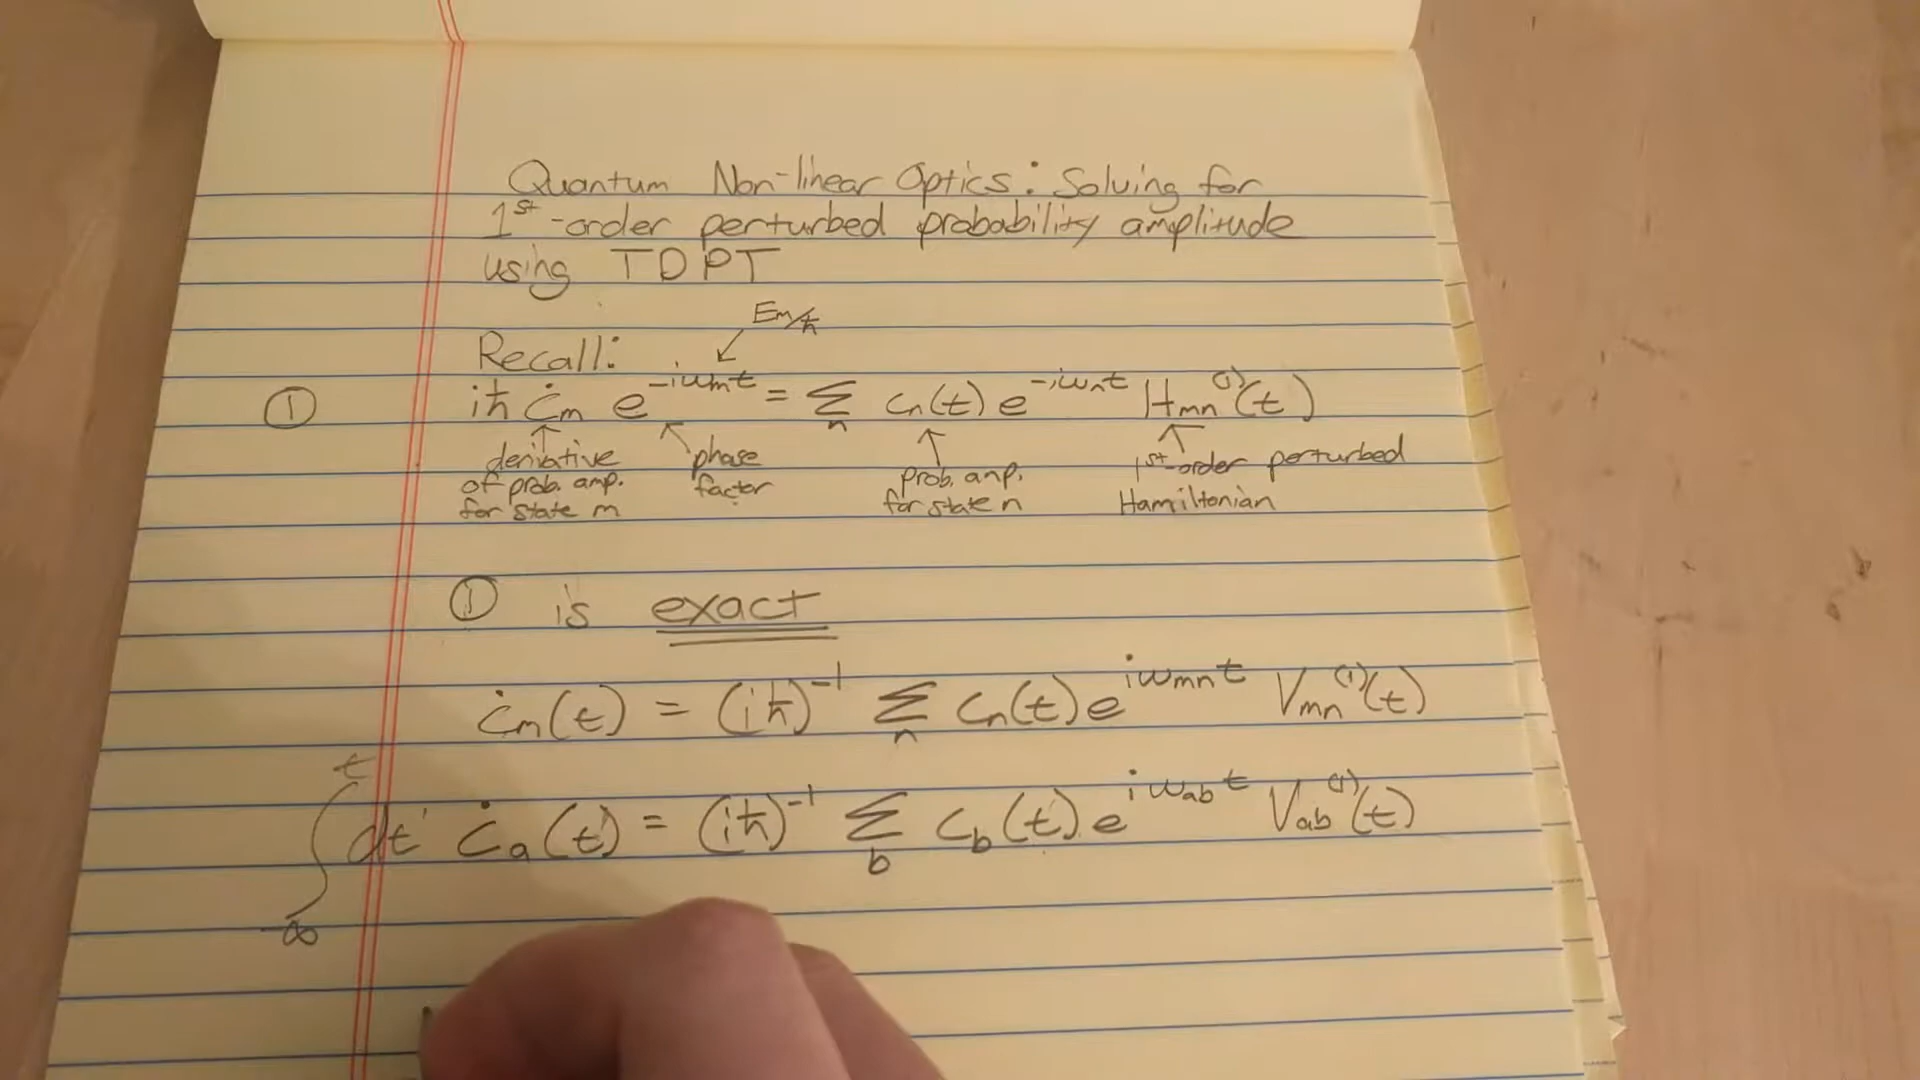 Quantum Non-linear Optics: Solving for
1st-order perturbed probability amplitude
using TDPT
Em/ħ
Recall:
① iħ ċm e^{-iωmt} = Σn cn(t) e^{-iωnt} Hmn^{(1)}(t)
derivative of prob. amp. for state m
phase factor
prob. amp. for state n
1st-order perturbed Hamiltonian
① is exact
ċm(t) = (iħ)^{-1} Σn cn(t) e^{iωmnt} Vmn^{(1)}(t)
∫_{-∞}^{t} dt' ċa(t') = (iħ)^{-1} Σb cb(t) e^{iωabt} Vab^{(1)}(t)